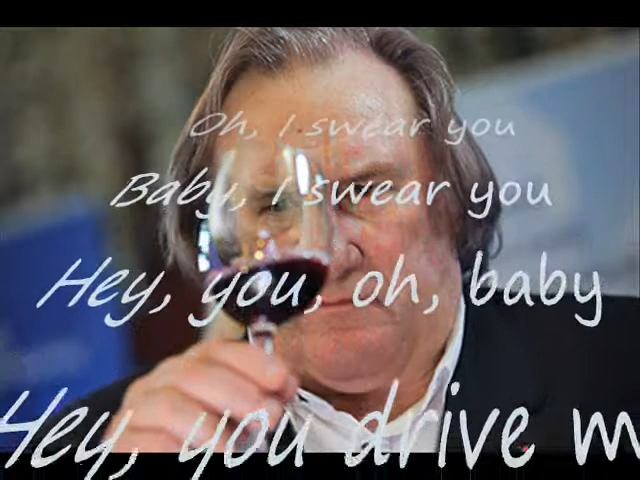 Oh, I swear you
Baby, I swear you
Hey, you, oh, baby
Hey, you drive m